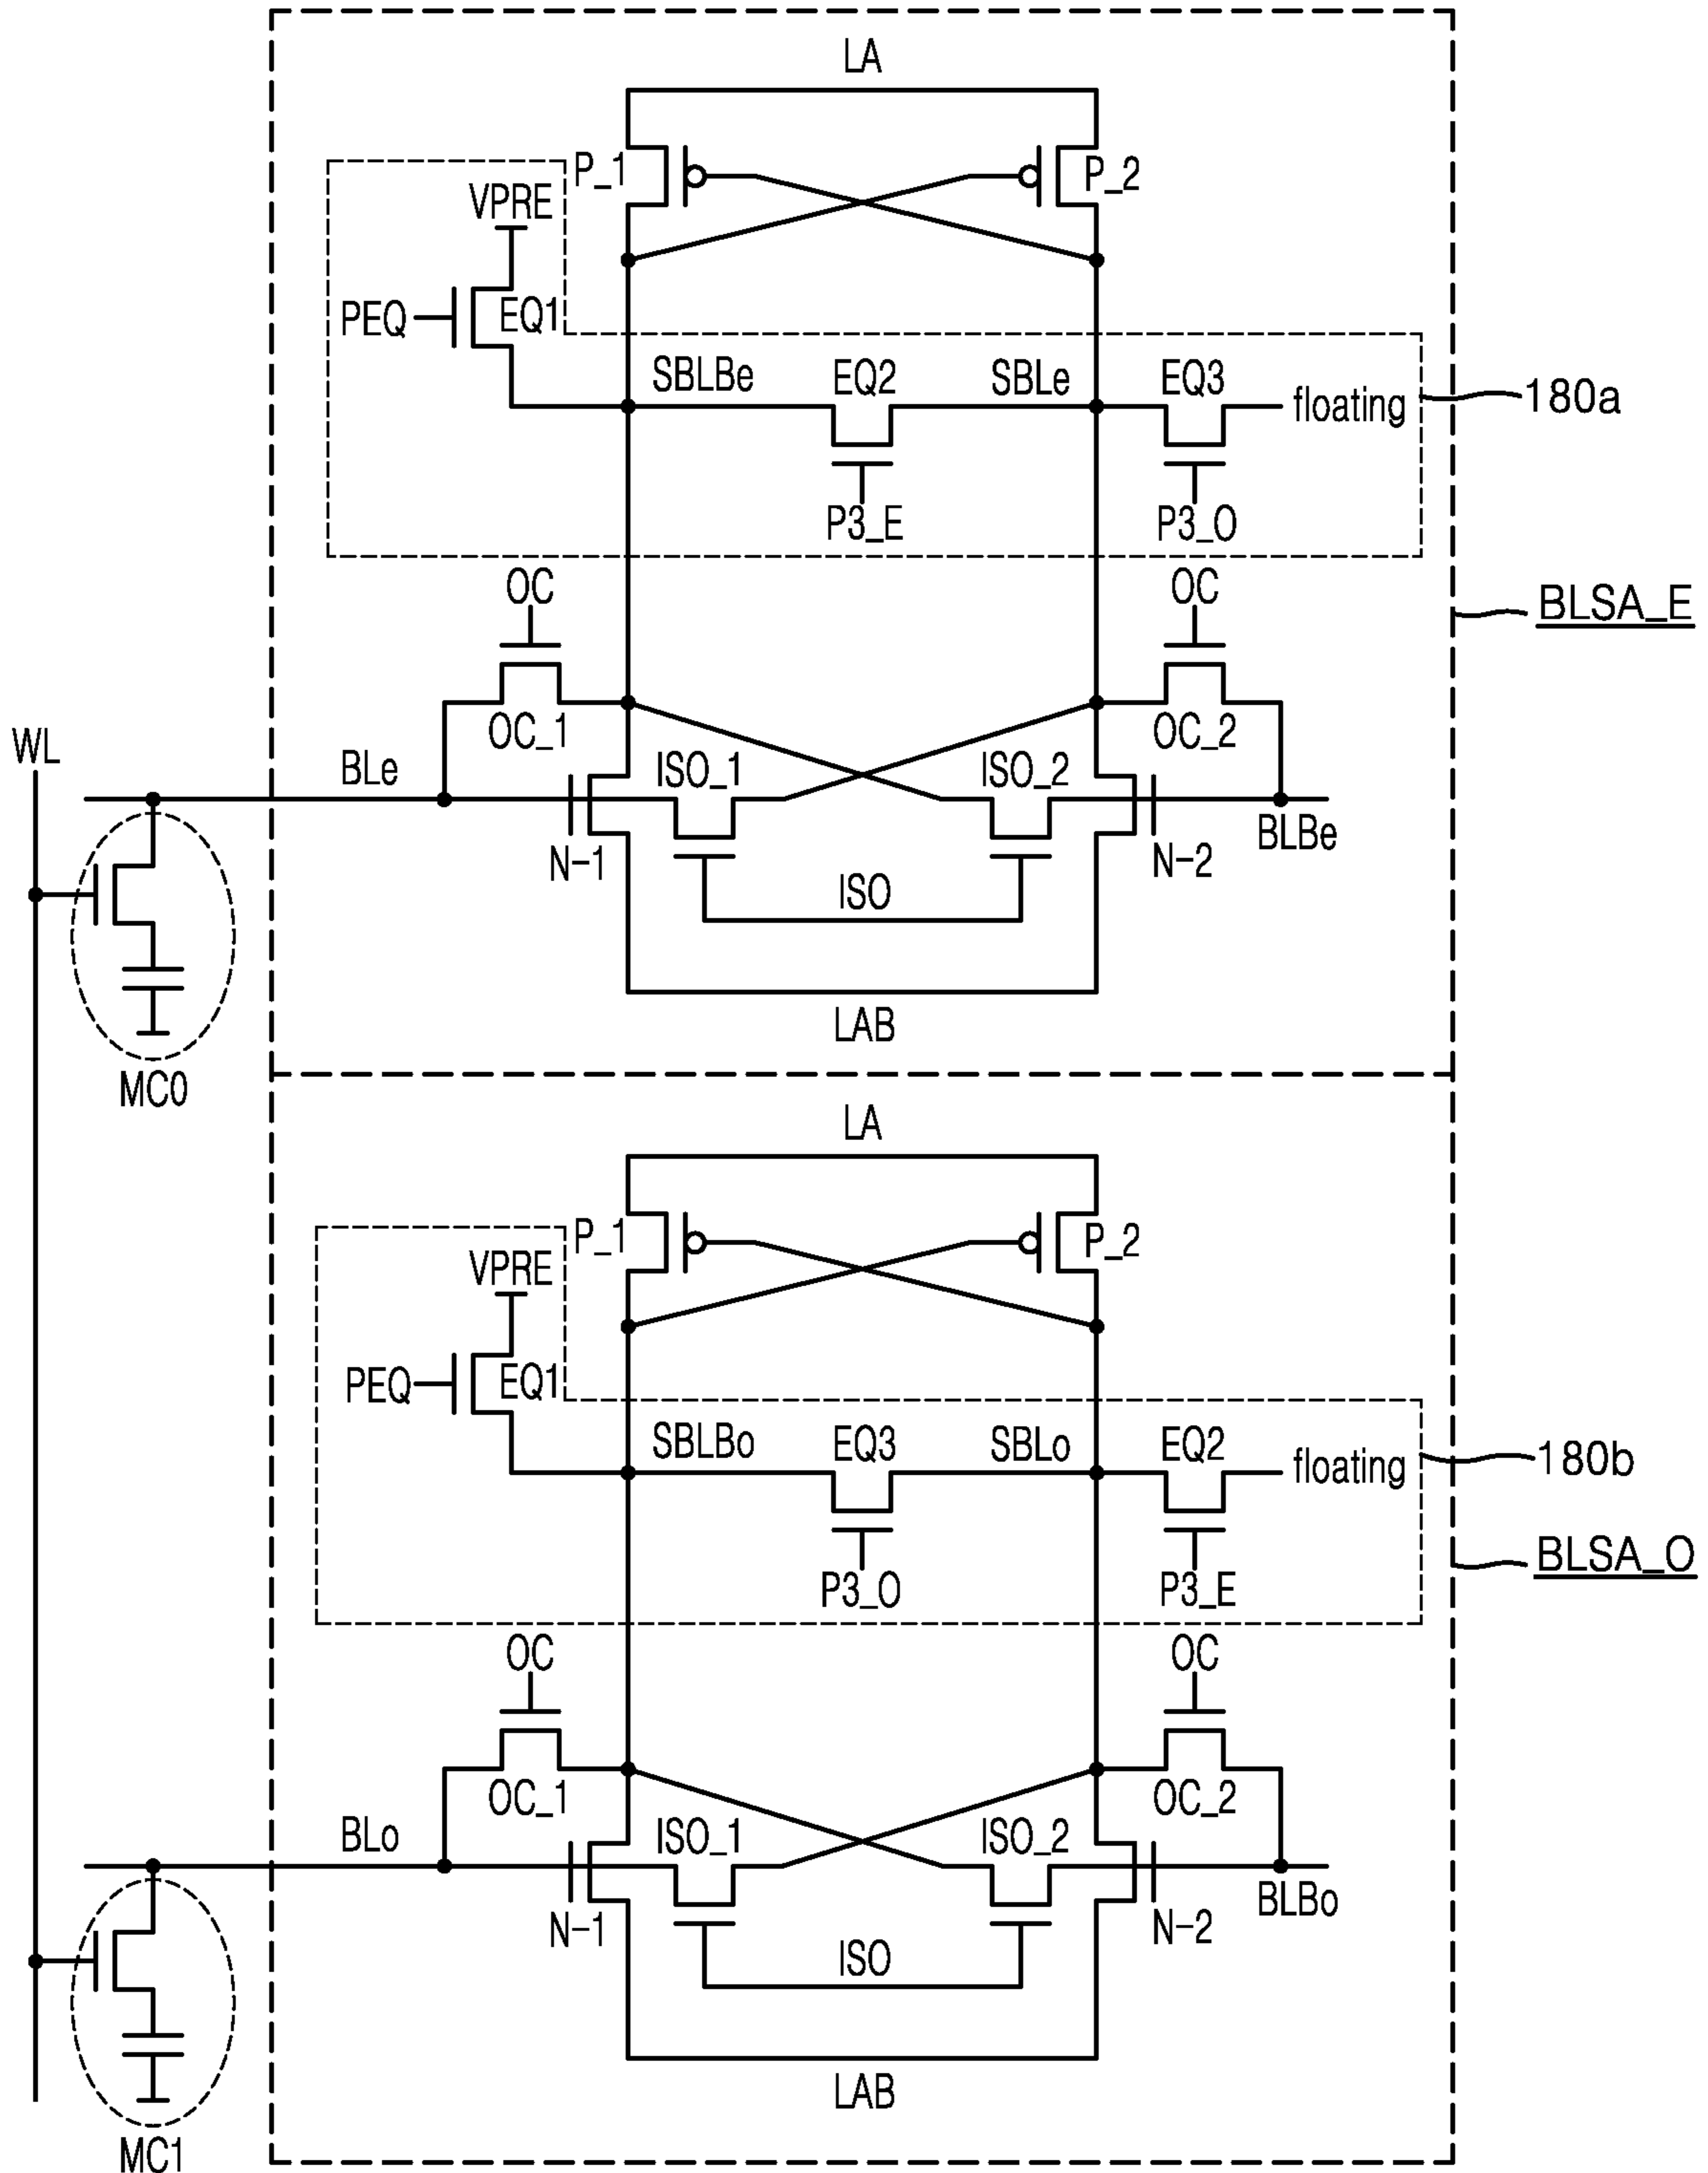 LA
P_1
P_2
VPRE
PEQ
EQ1
SBLBe
EQ2
SBLe
EQ3
floating
180a
P3_E
P3_O
OC
OC
BLSA_E
OC_1
OC_2
WL
BLe
ISO_1
ISO_2
BLBe
N-1
N-2
ISO
LAB
MC0
LA
P_1
P_2
VPRE
PEQ
EQ1
SBLBo
EQ3
SBLo
EQ2
floating
180b
BLSA_O
P3_O
P3_E
OC
OC
OC_1
OC_2
BLo
ISO_1
ISO_2
BLBo
N-1
N-2
ISO
LAB
MC1